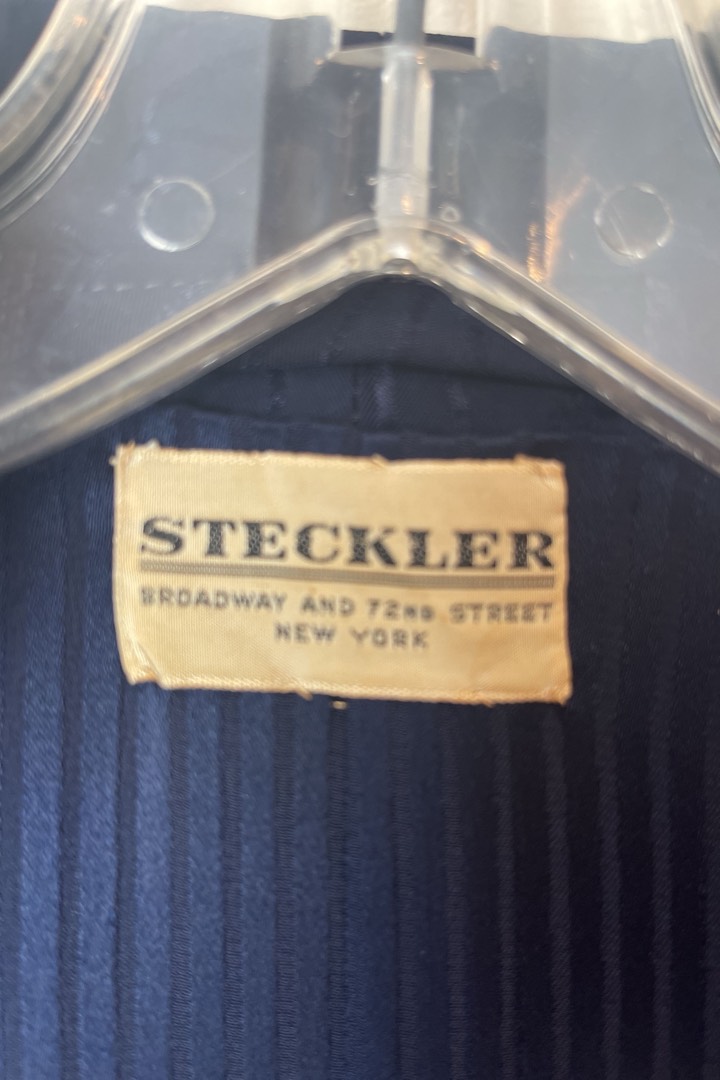 STECKLER
BROADWAY AND 72ND STREET
NEW YORK